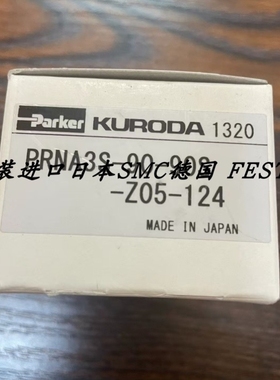 Parker KURODA 1320
PRNA3S-90-90S
-Z05-124
装进口日本SMC德国 FEST
MADE IN JAPAN